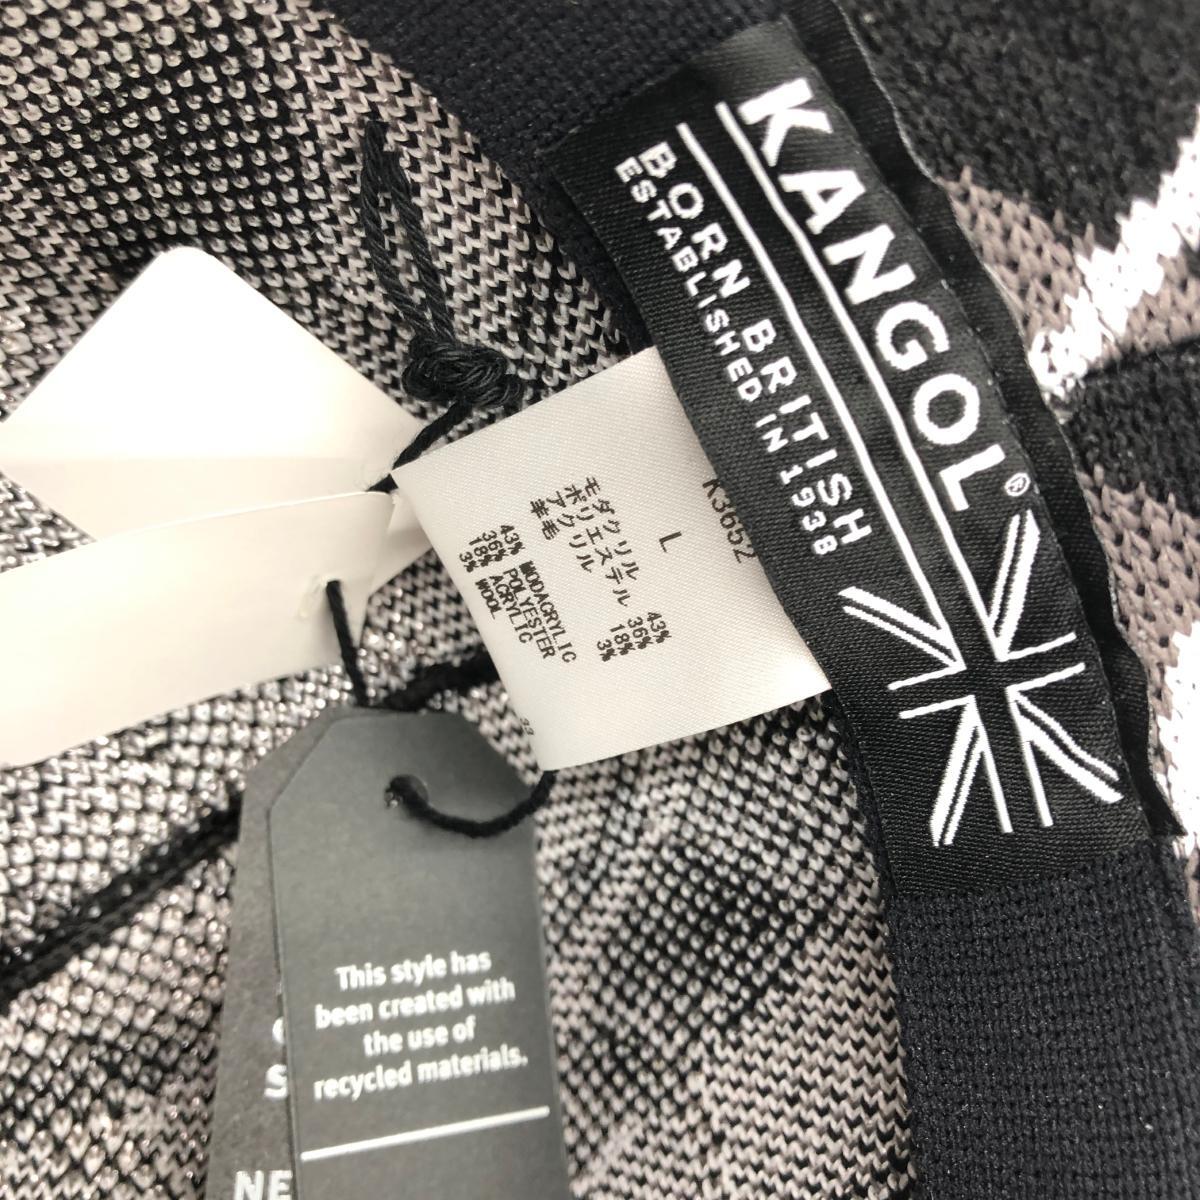 KANGOL®
BORN BRITISH
ESTABLISHED IN 1938
K3652
L
モダクリル 43%
ポリエステル 36%
アクリル 18%
羊毛 3%
43% MODACRYLIC
36% POLYESTER
18% ACRYLIC
3% WOOL
This style has
been created with
the use of
recycled materials.
S
NE